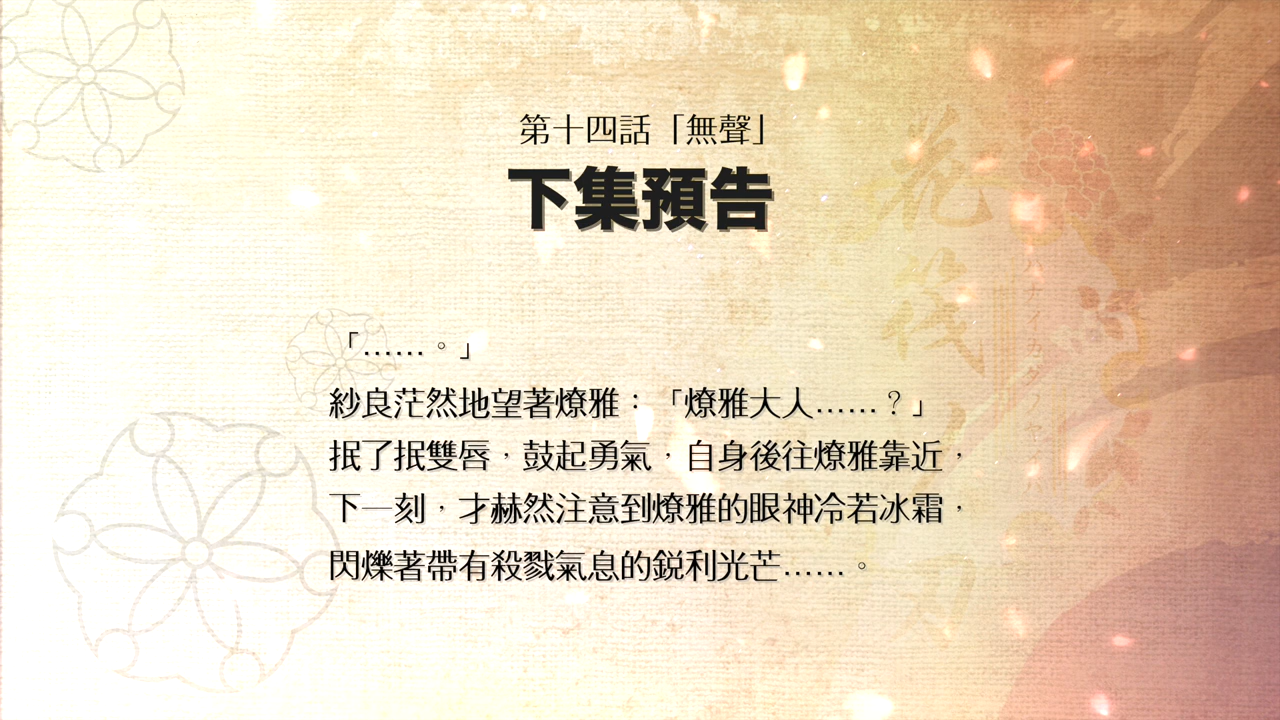 第十四話「無聲」
下集預告
「……。」
紗良茫然地望著燎雅：「燎雅大人……？」
抿了抿雙唇，鼓起勇氣，自身後往燎雅靠近，
下一刻，才赫然注意到燎雅的眼神冷若冰霜，
閃爍著帶有殺戮氣息的銳利光芒……。